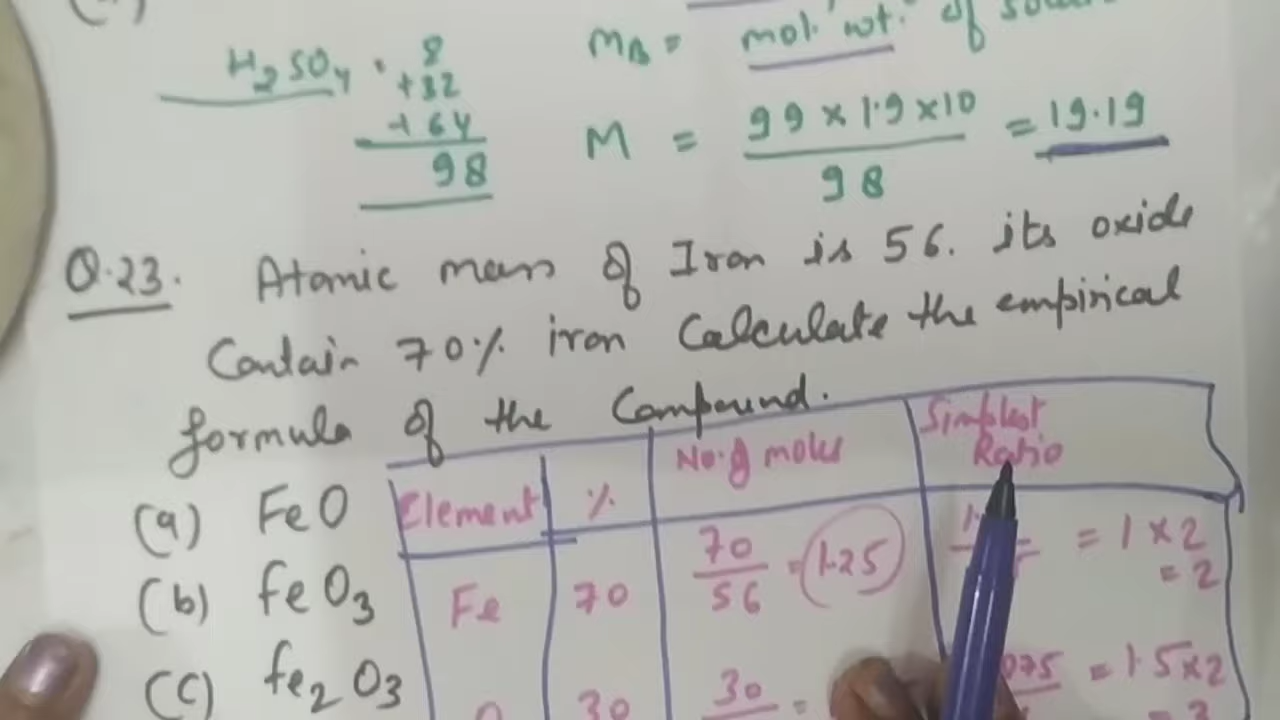 H2SO4 . 8
+32
+64
98
MB = mol. wt. of
M = 99 × 1.9 × 10 / 98 = 19.19
Q.23. Atomic mass of Iron is 56. its oxide
Contain 70% iron Calculate the empirical
formula of the Compound.
(a) FeO
(b) FeO3
(c) Fe2O3
Element % No. of moles Simplest Ratio
Fe 70 70/56 = 1.25 = 1 × 2
= 2
O 30 30 = = 1.5 × 2
= 3